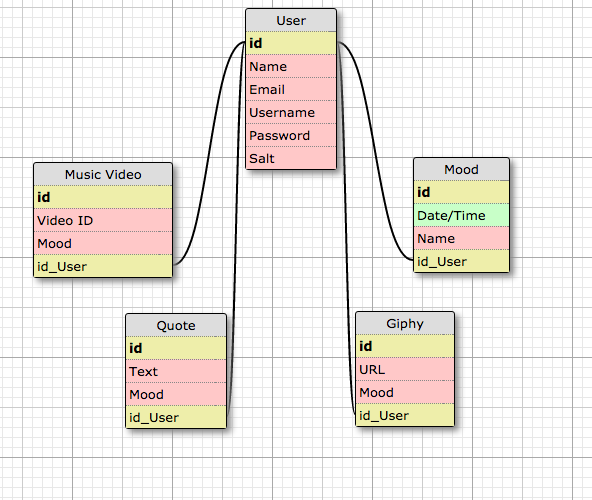 User
id
Name
Email
Username
Password
Salt
Music Video
id
Video ID
Mood
id_User
Mood
id
Date/Time
Name
id_User
Quote
id
Text
Mood
id_User
Giphy
id
URL
Mood
id_User